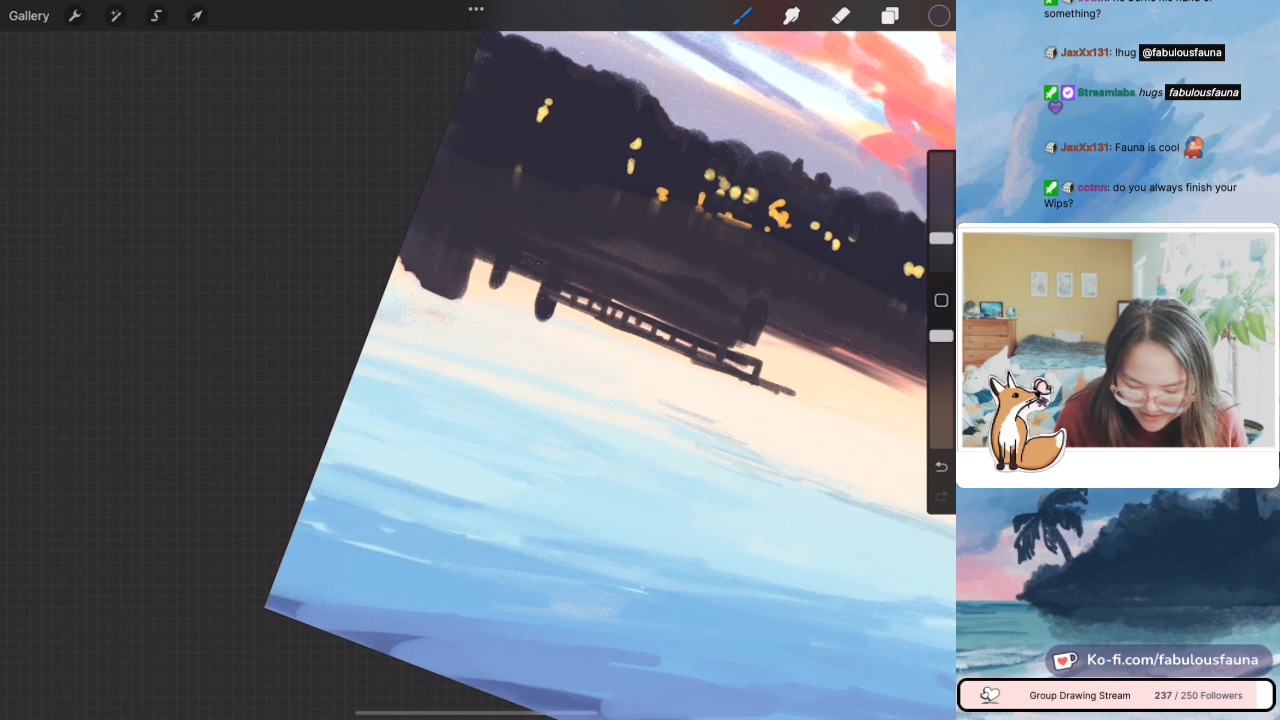 Gallery
something?
JaxXx131: !hug @fabulousfauna
Streamlabs hugs fabulousfauna
JaxXx131: Fauna is cool
cotnn: do you always finish your
Wips?
Ko-fi.com/fabulousfauna
Group Drawing Stream 237 / 250 Followers